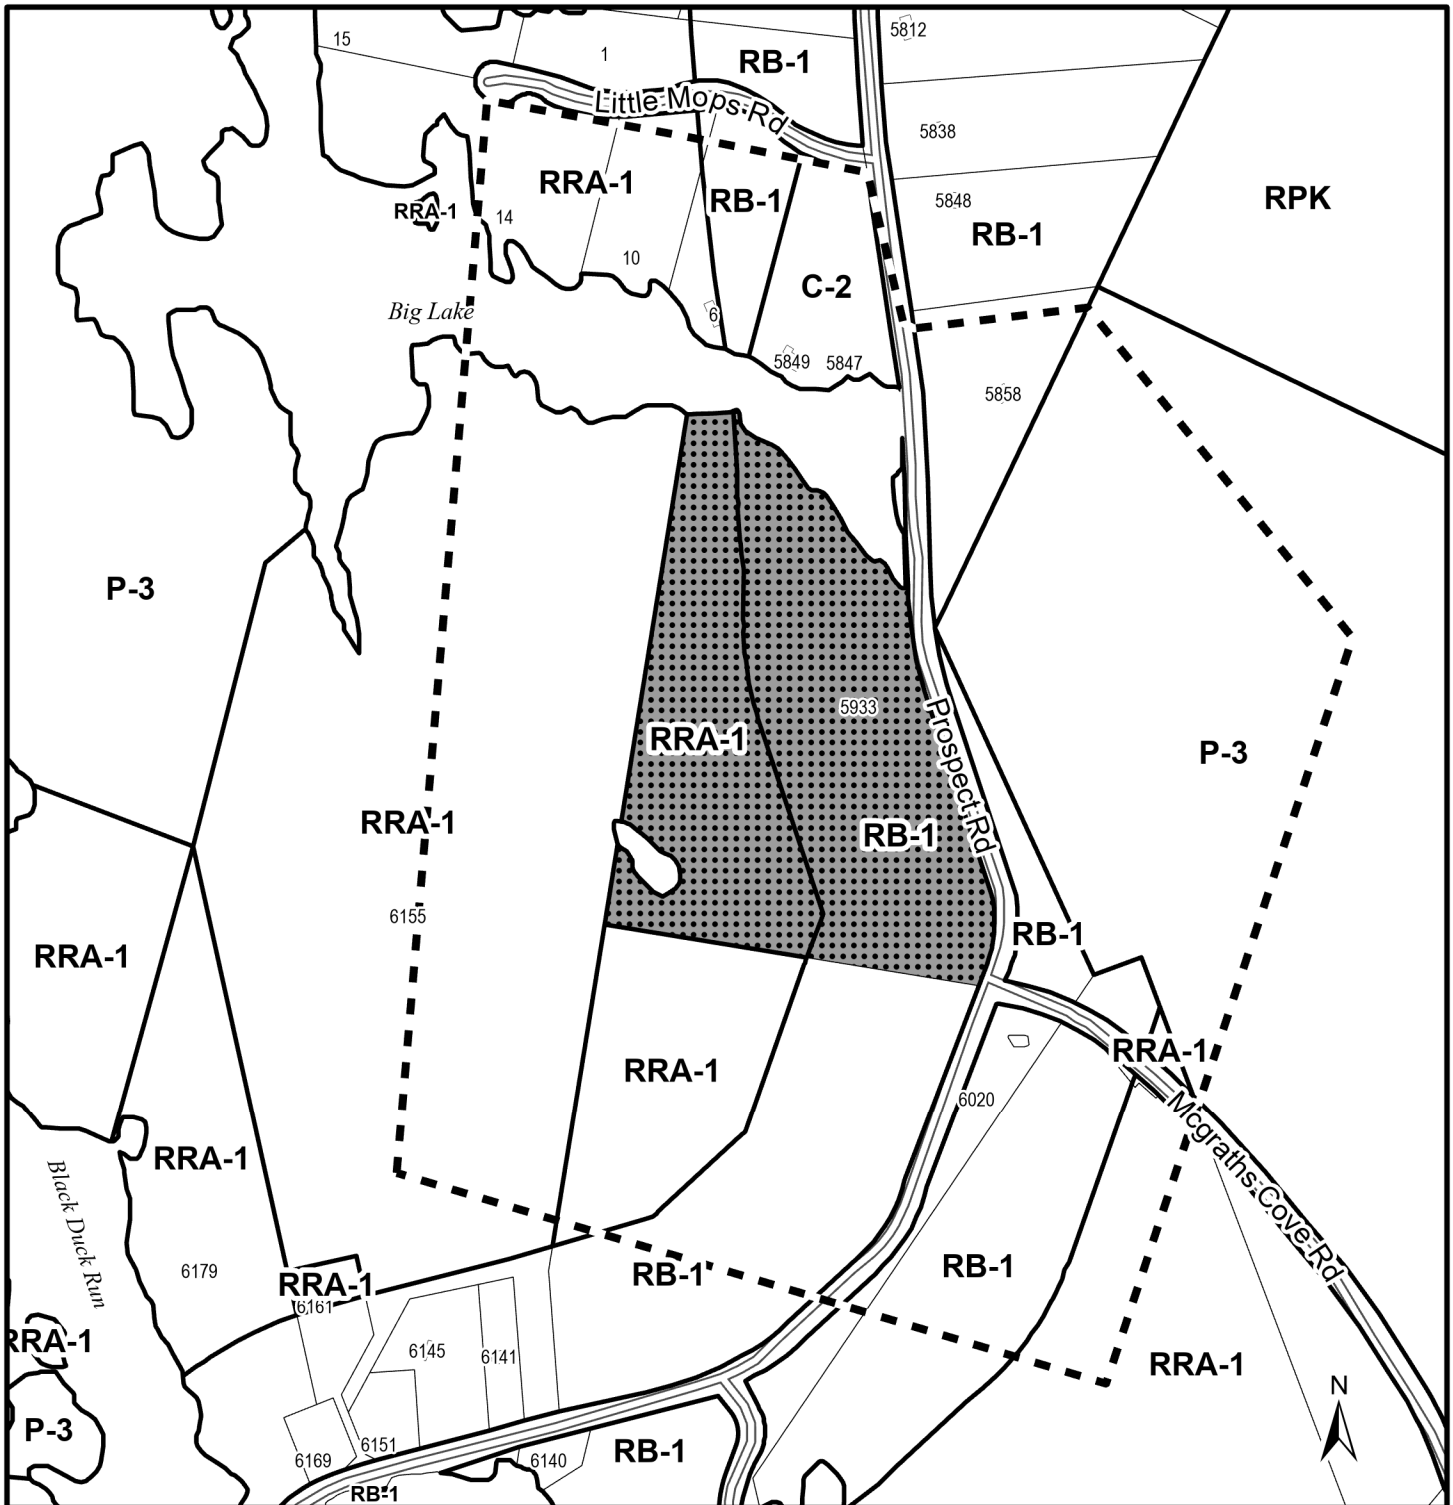 5812
15
1
RB-1
Little Mops Rd
5838
RRA-1
RB-1
RPK
5848
RRA-1
14
RB-1
10
C-2
Big Lake
6
5849
5847
5858
P-3
5933
RRA-1
P-3
RRA-1
Prospect Rd
RB-1
6155
RB-1
RRA-1
RRA-1
RRA-1
6020
Mcgraths Cove Rd
RRA-1
Black Duck Run
6179
RB-1
RB-1
RRA-1
6161
RRA-1
6145
6141
RRA-1
N
P-3
6151
RB-1
6169
6140
RB-1